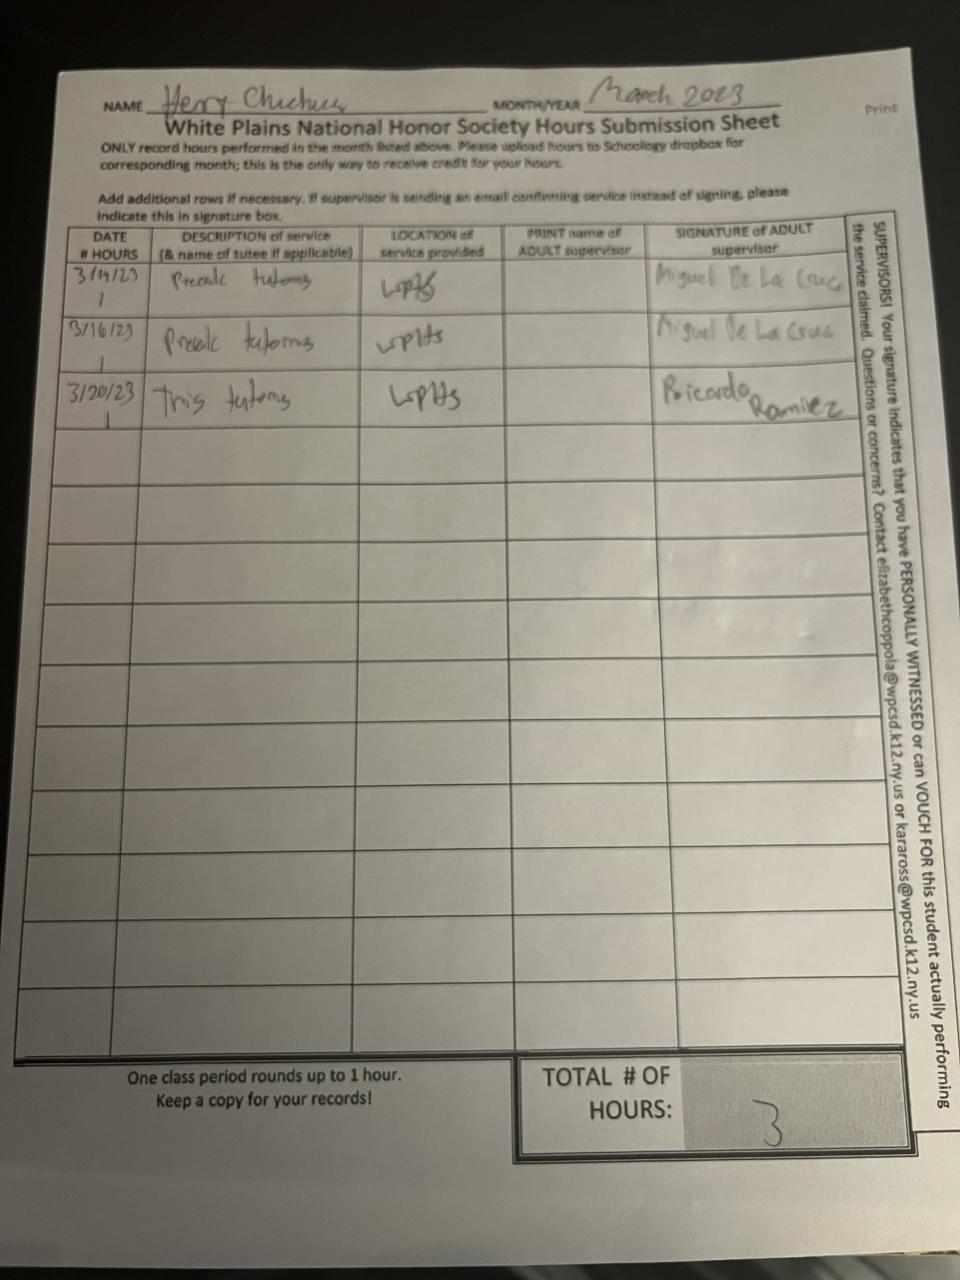 NAME Henry Chuchuca MONTH/YEAR March 2023
Print
White Plains National Honor Society Hours Submission Sheet
ONLY record hours performed in the month listed above. Please upload hours to Schoology dropbox for
corresponding month; this is the only way to receive credit for your hours.
Add additional rows if necessary. If supervisor is sending an email confirming service instead of signing, please
indicate this in signature box.
DATE
# HOURS
DESCRIPTION of service
(& name of tutee if applicable)
LOCATION of
service provided
PRINT name of
ADULT supervisor
SIGNATURE of ADULT
supervisor
3/14/23
1
Precalc tutoring
WPHS
Miguel De La Cruz
3/16/23
1
Precalc tutoring
WPHS
Miguel De La Cruz
3/20/23
1
tutoring
WPHS
Ricardo
Ramirez
SUPERVISORS! Your signature indicates that you have PERSONALLY WITNESSED or can VOUCH FOR this student actually performing
the service claimed. Questions or concerns? Contact elizabethcoppola@wpcsd.k12.ny.us or karaross@wpcsd.k12.ny.us
One class period rounds up to 1 hour.
Keep a copy for your records!
TOTAL # OF
HOURS:
3